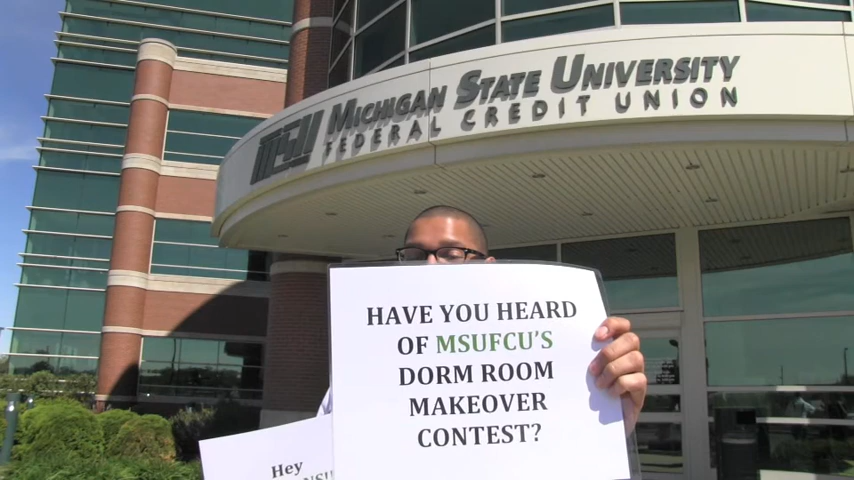 MICHIGAN STATE UNIVERSITY
FEDERAL CREDIT UNION
HAVE YOU HEARD
OF MSUFCU'S
DORM ROOM
MAKEOVER
CONTEST?
Hey